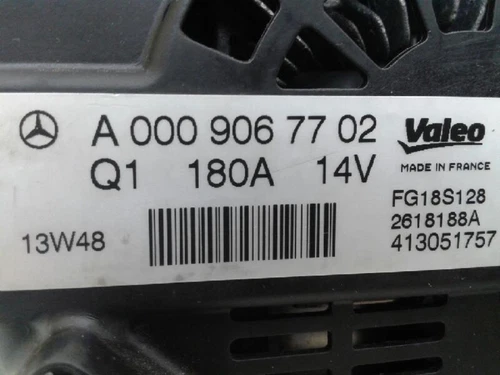 A 000 906 77 02
Q1 180A 14V
13W48
Valeo
MADE IN FRANCE
FG18S128
2618188A
413051757